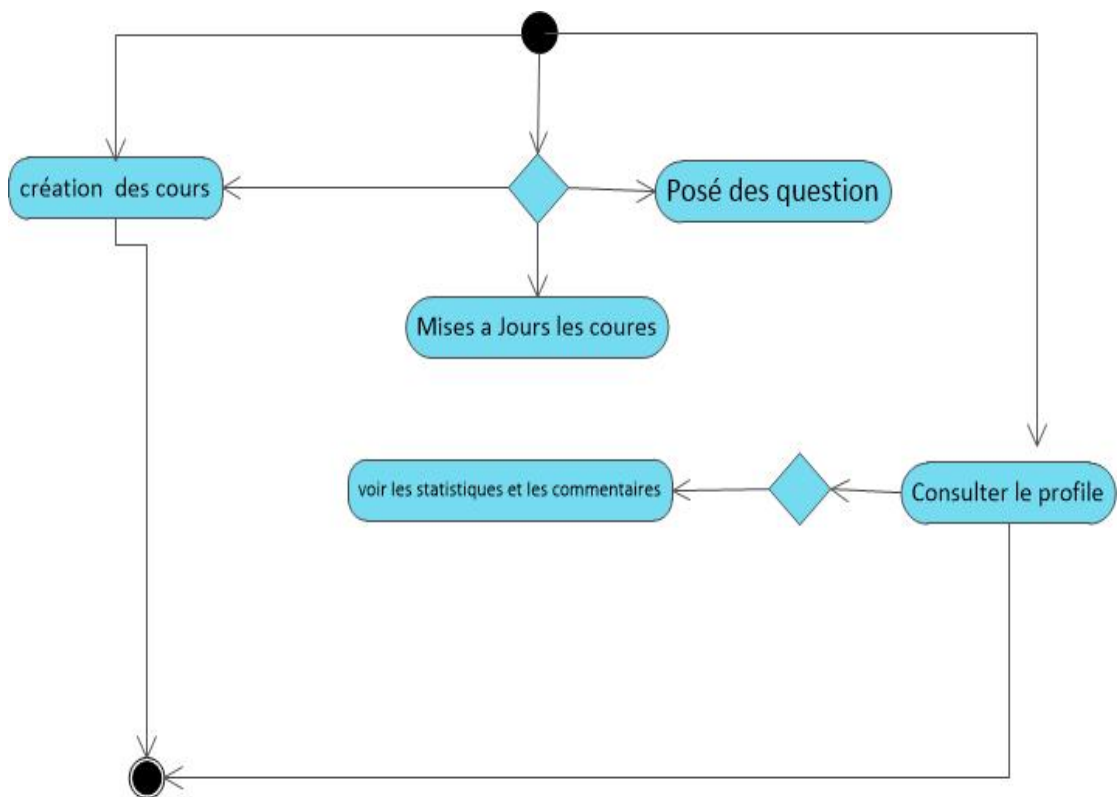 création des cours
Posé des question
Mises a Jours les coures
voir les statistiques et les commentaires
Consulter le profile